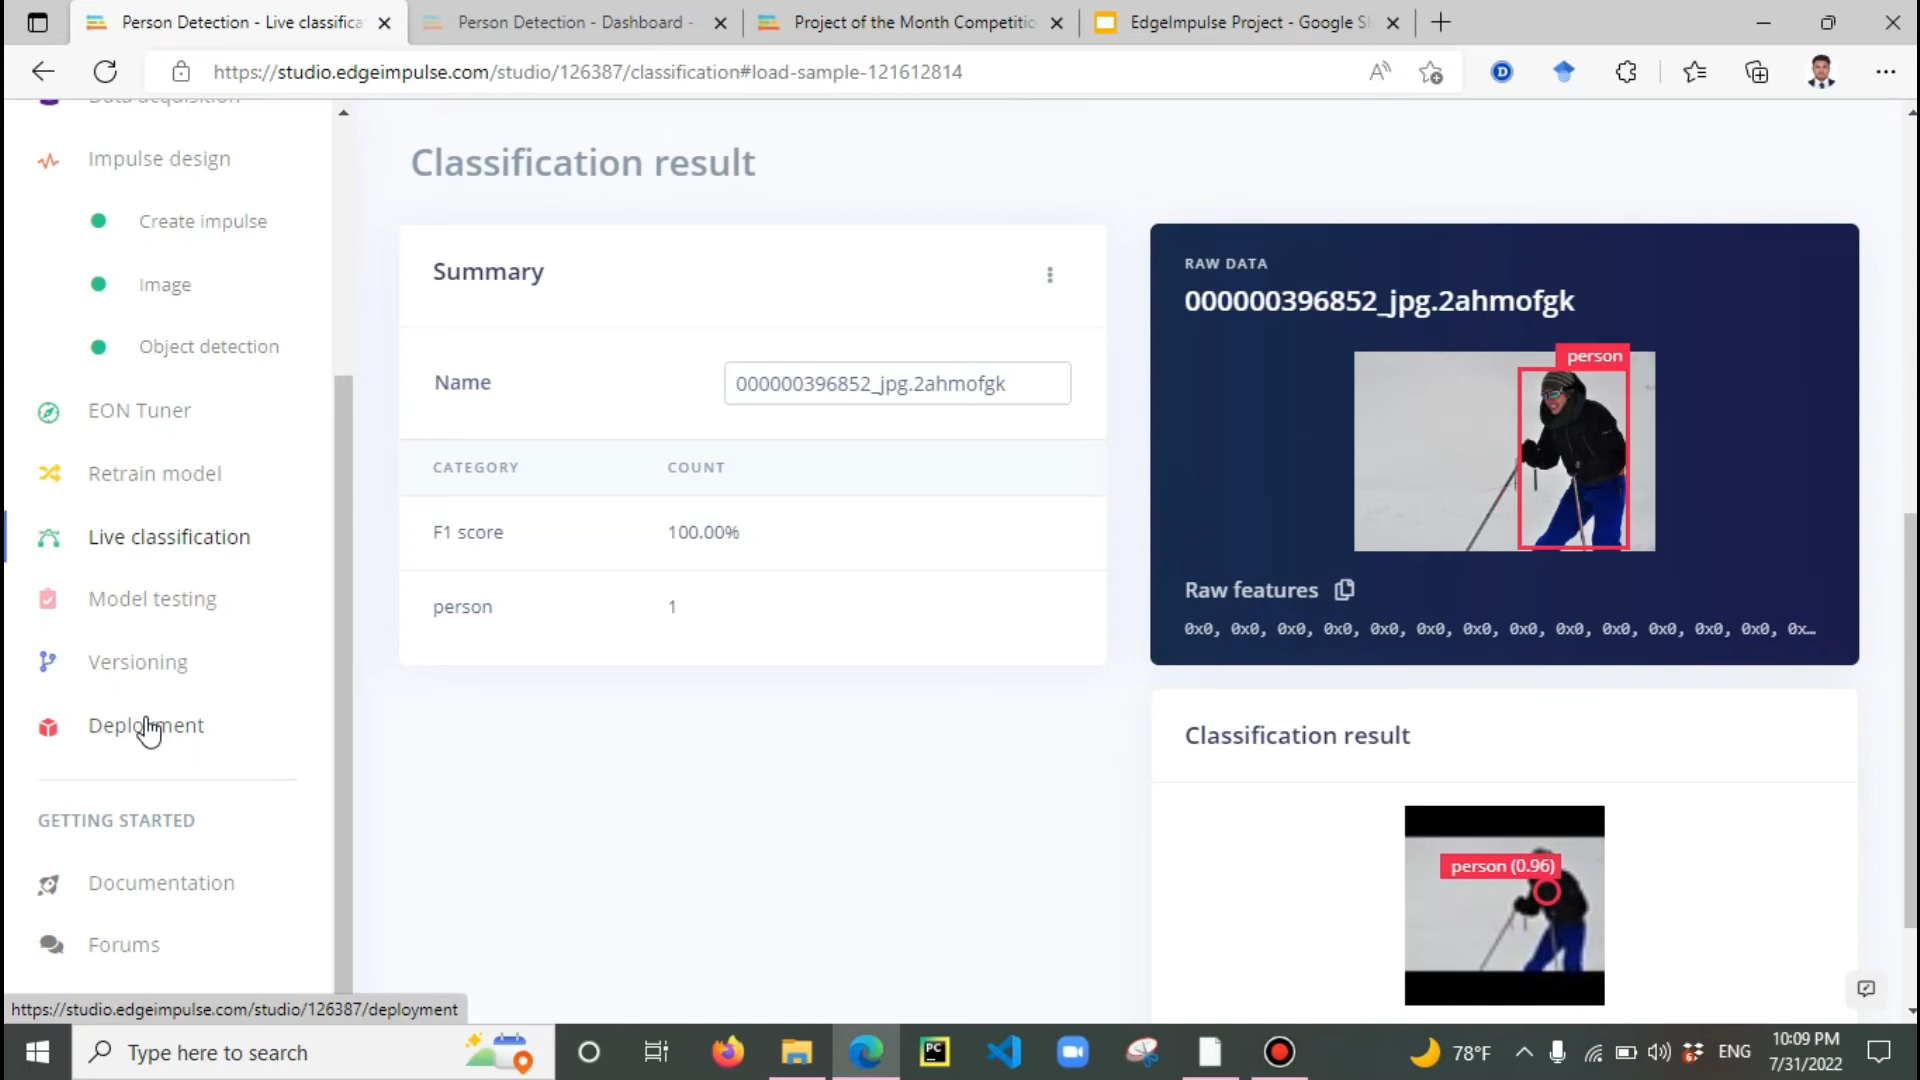 Person Detection - Live classifica
Person Detection - Dashboard -
Project of the Month Competitio
EdgeImpulse Project - Google Sl
https://studio.edgeimpulse.com/studio/126387/classification#load-sample-121612814
Data acquisition
Impulse design
Create impulse
Image
Object detection
EON Tuner
Retrain model
Live classification
Model testing
Versioning
Deployment
GETTING STARTED
Documentation
Forums
https://studio.edgeimpulse.com/studio/126387/deployment
Classification result
Summary
Name
000000396852_jpg.2ahmofgk
CATEGORY COUNT
F1 score 100.00%
person 1
RAW DATA
000000396852_jpg.2ahmofgk
person
Raw features
0x0, 0x0, 0x0, 0x0, 0x0, 0x0, 0x0, 0x0, 0x0, 0x0, 0x0, 0x0, 0x0, 0x…
Classification result
person (0.96)
Type here to search
PC
78°F
ENG
10:09 PM
7/31/2022